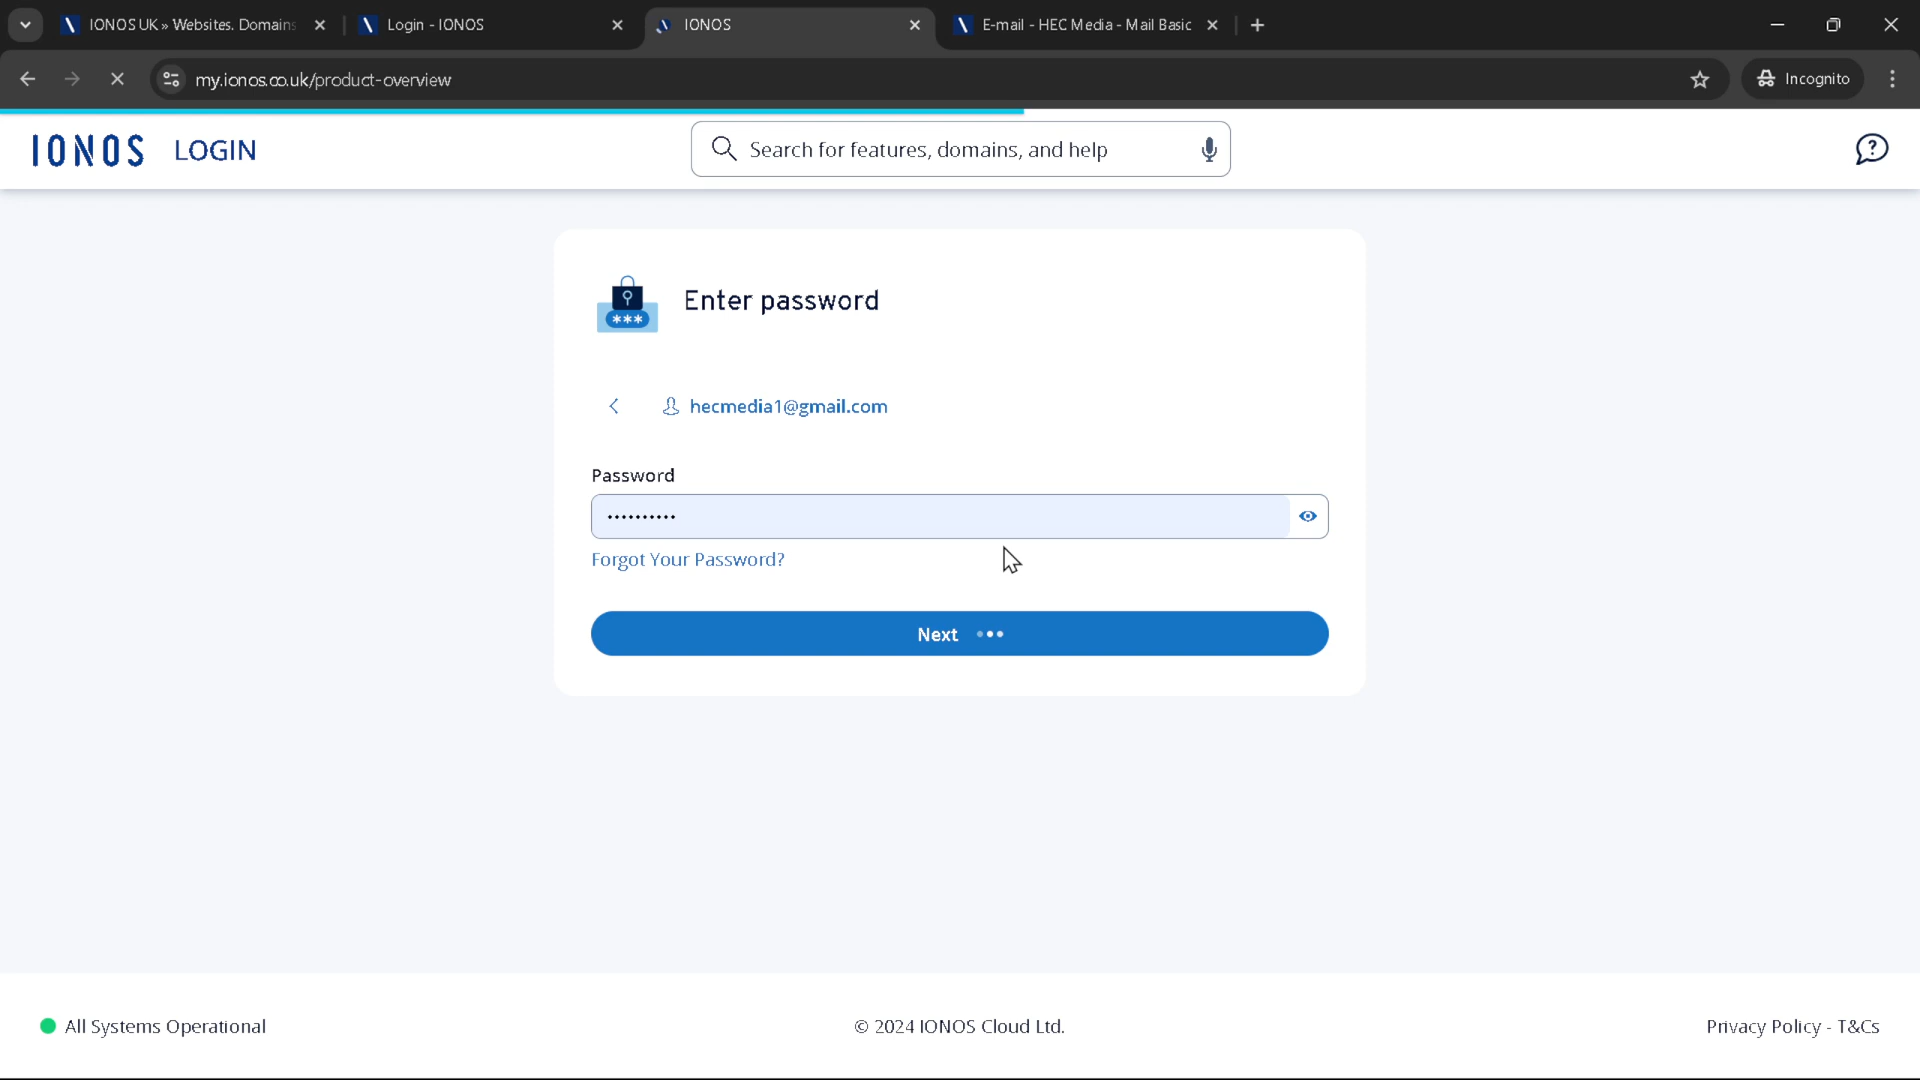 IONOS UK » Websites. Domains
Login - IONOS
IONOS
E-mail - HEC Media - Mail Basic
my.ionos.co.uk/product-overview
Incognito
IONOS LOGIN
Search for features, domains, and help
Enter password
hecmedia1@gmail.com
Password
Forgot Your Password?
Next
All Systems Operational
© 2024 IONOS Cloud Ltd.
Privacy Policy - T&Cs